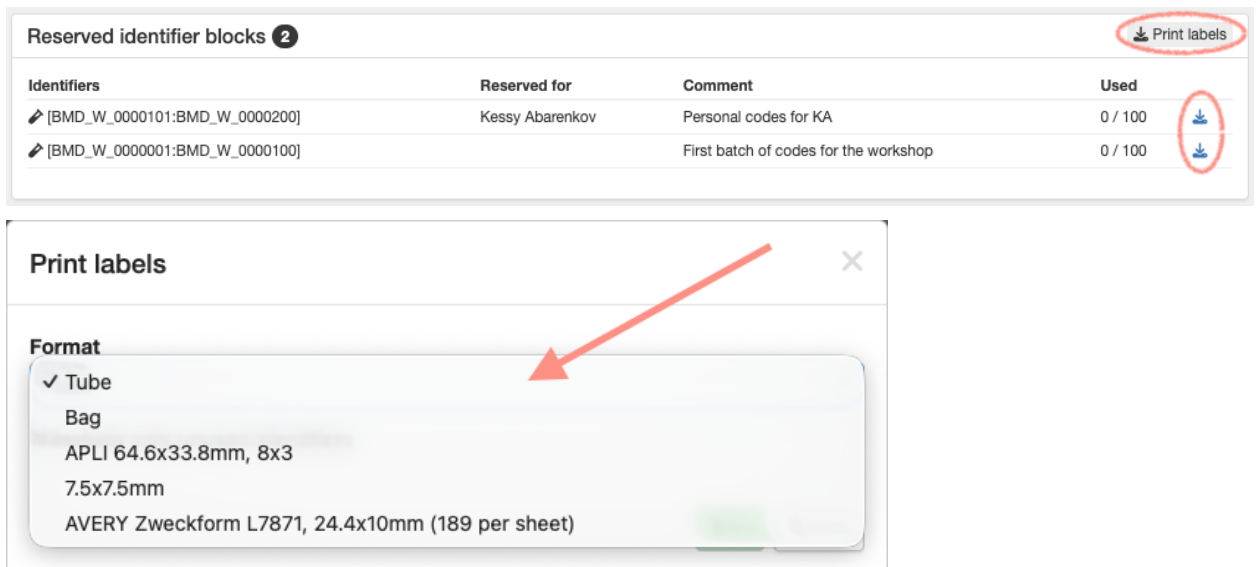 Reserved identifier blocks 2
Print labels
Identifiers Reserved for Comment Used
[BMD_W_0000101:BMD_W_0000200] Kessy Abarenkov Personal codes for KA 0 / 100
[BMD_W_0000001:BMD_W_0000100] First batch of codes for the workshop 0 / 100
Print labels
Format
Tube
Bag
APLI 64.6x33.8mm, 8x3
7.5x7.5mm
AVERY Zweckform L7871, 24.4x10mm (189 per sheet)